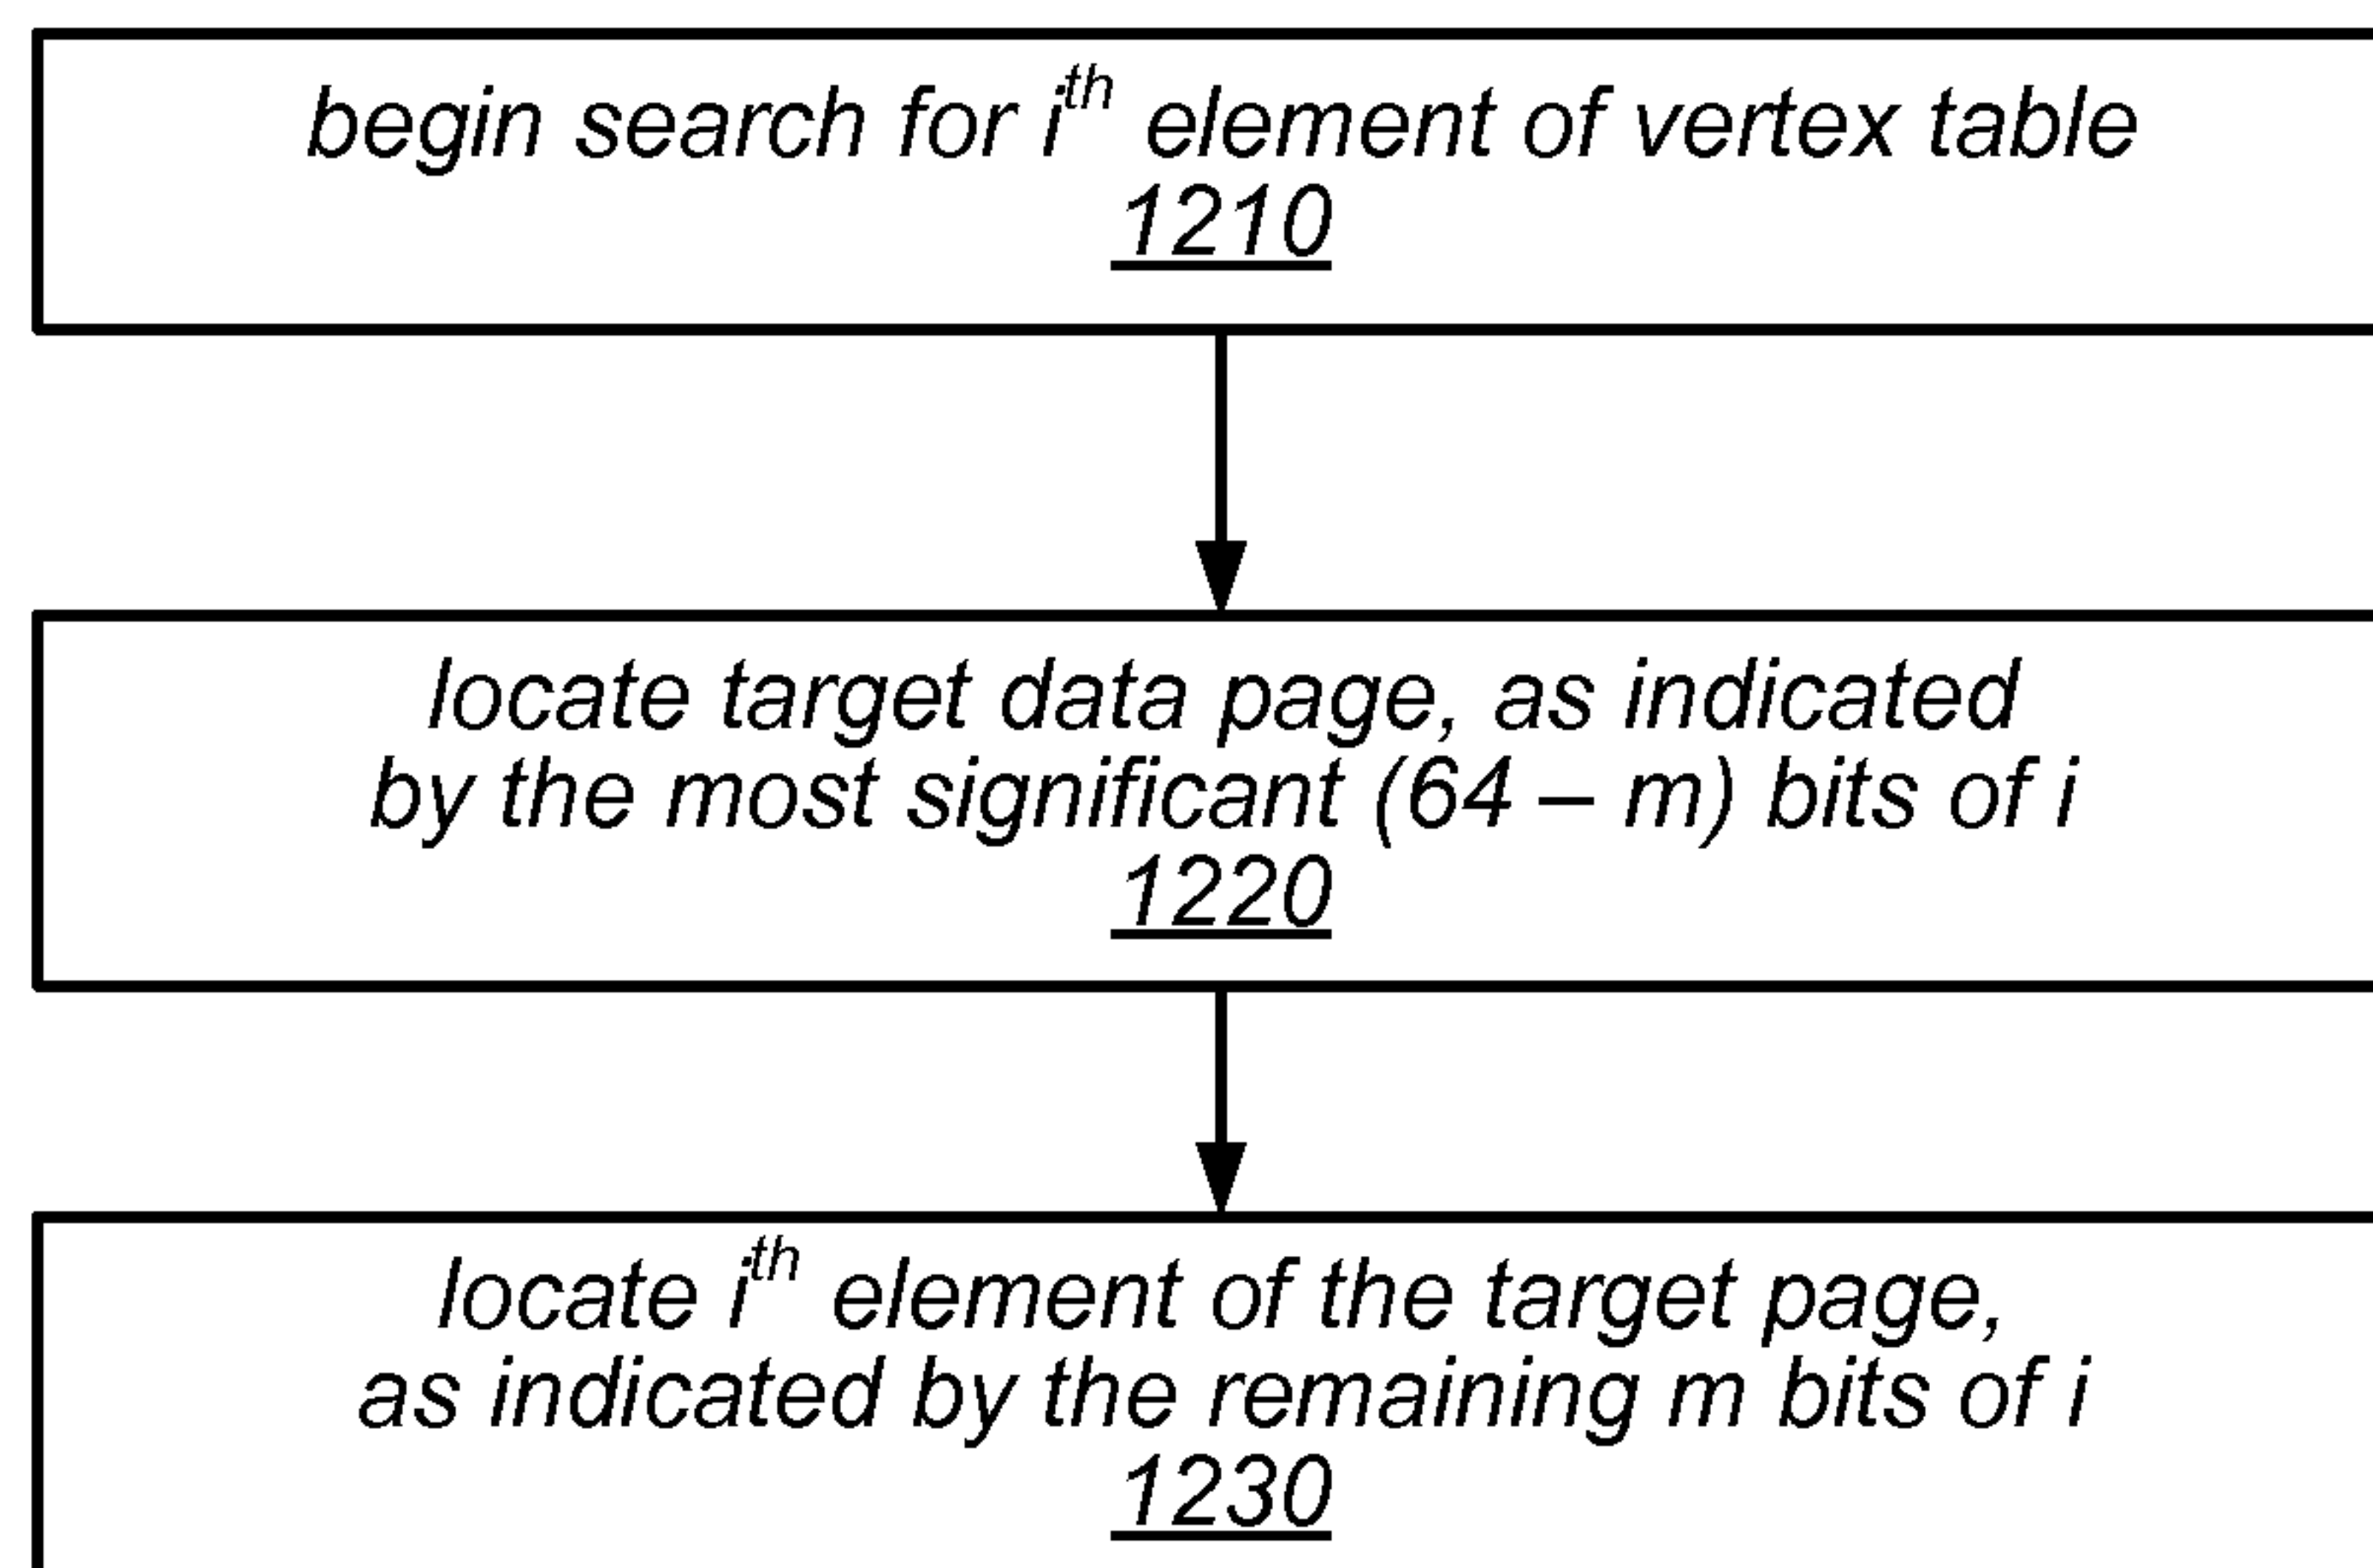 begin search for iᵗʰ element of vertex table
1210
locate target data page, as indicated
by the most significant (64 – m) bits of i
1220
locate iᵗʰ element of the target page,
as indicated by the remaining m bits of i
1230